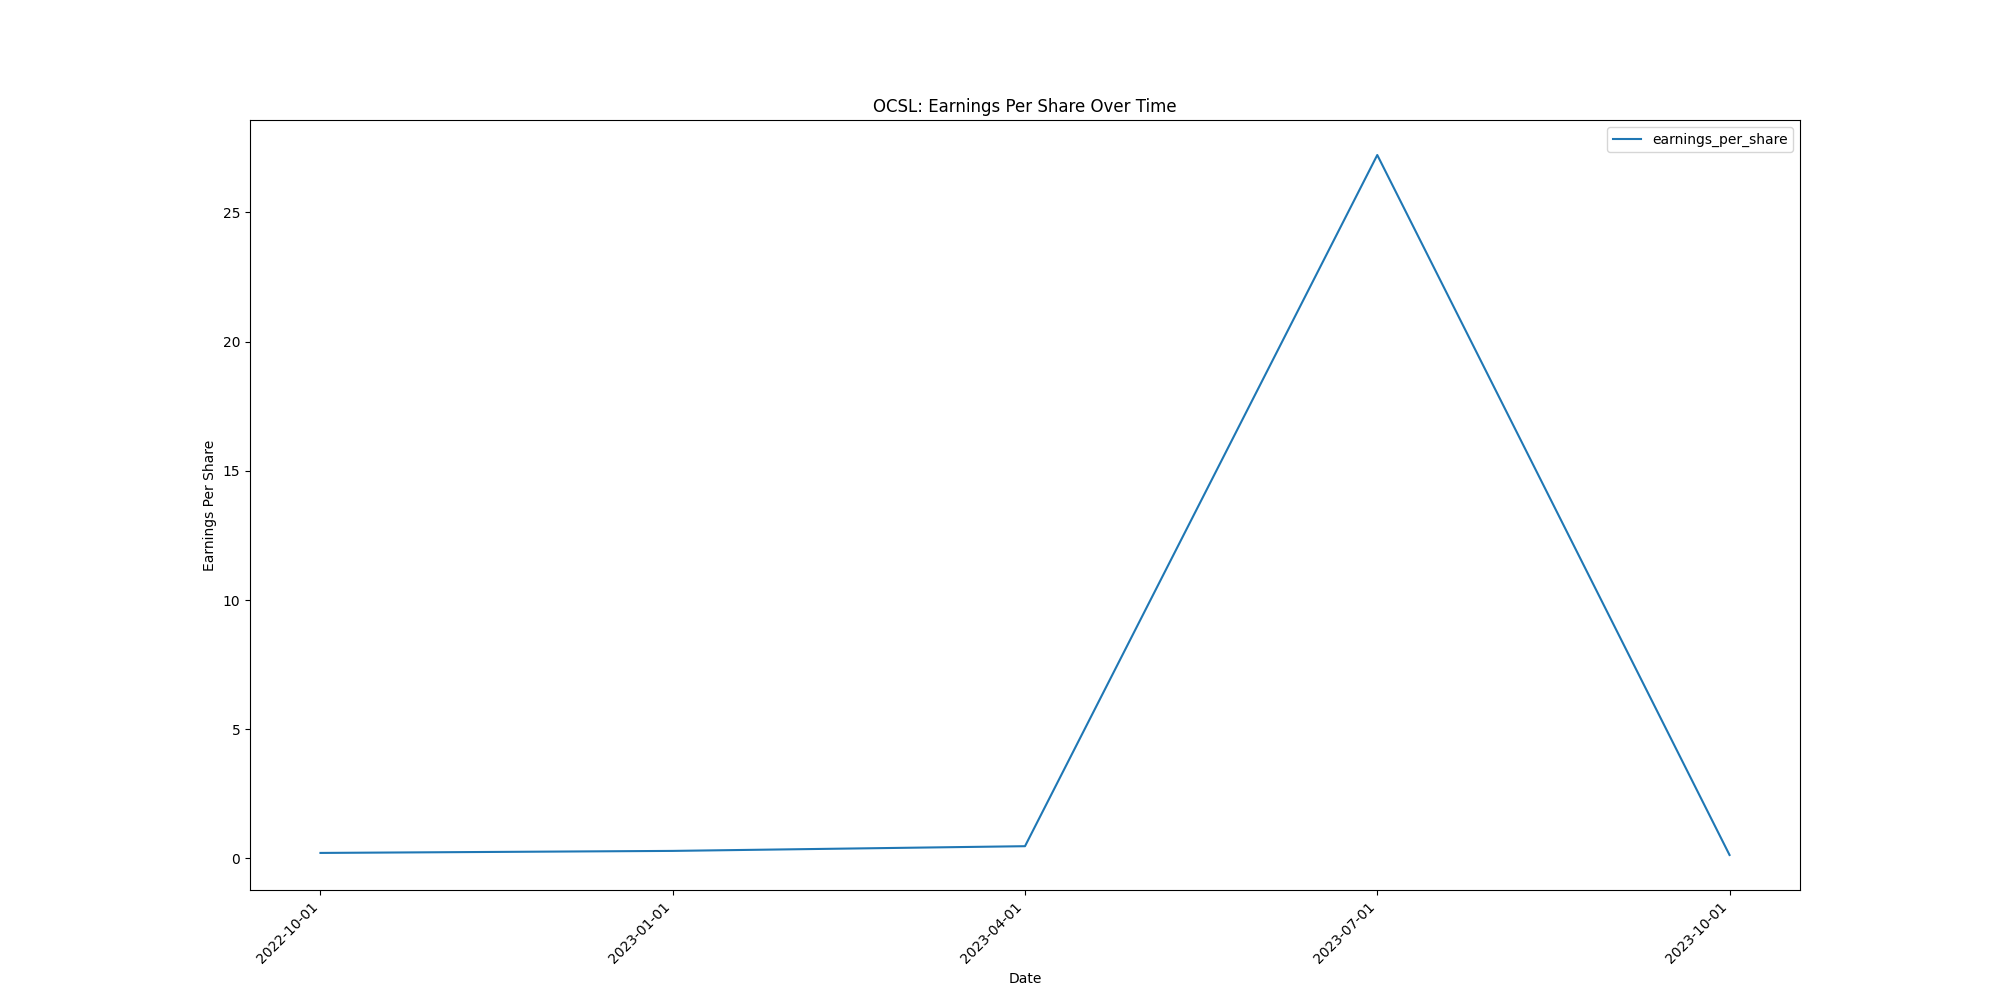 OCSL: Earnings Per Share Over Time
earnings_per_share
Earnings Per Share
25
20
15
10
5
0
2022-10-01
2023-01-01
2023-04-01
2023-07-01
2023-10-01
Date